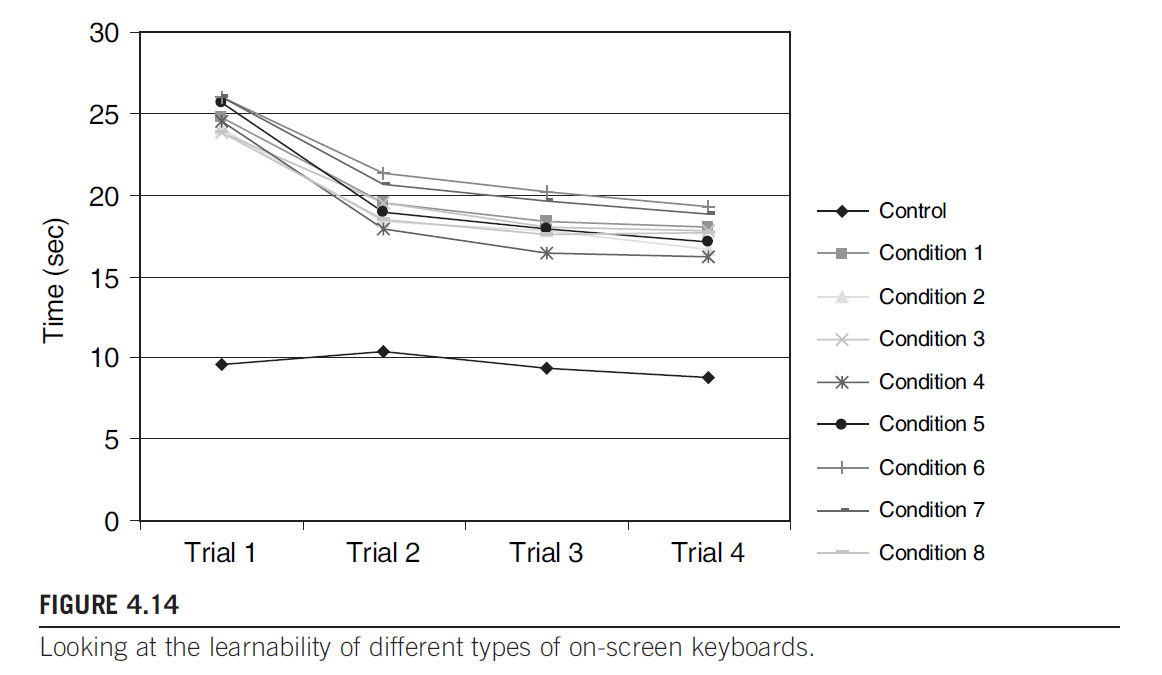 30
25
20
15
10
5
0
Time (sec)
Trial 1 Trial 2 Trial 3 Trial 4
Control
Condition 1
Condition 2
Condition 3
Condition 4
Condition 5
Condition 6
Condition 7
Condition 8
FIGURE 4.14
Looking at the learnability of different types of on-screen keyboards.